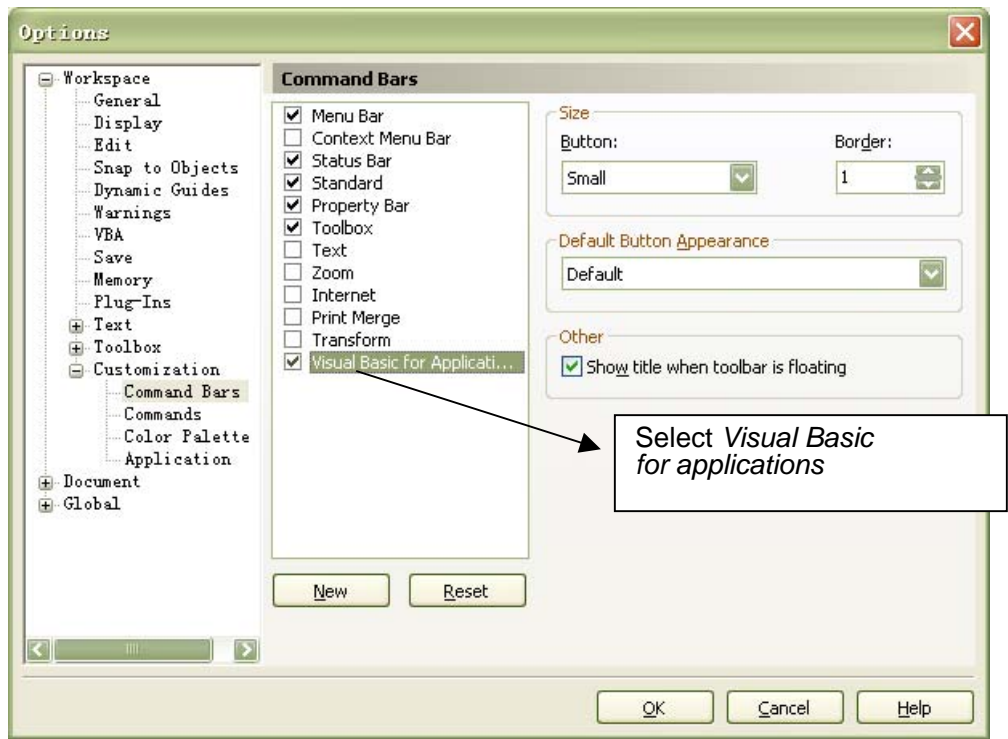 Options
Workspace
General
Display
Edit
Snap to Objects
Dynamic Guides
Warnings
VBA
Save
Memory
Plug-Ins
Text
Toolbox
Customization
Command Bars
Commands
Color Palette
Application
Document
Global
Command Bars
Menu Bar
Context Menu Bar
Status Bar
Standard
Property Bar
Toolbox
Text
Zoom
Internet
Print Merge
Transform
Visual Basic for Applicati...
New Reset
Size
Button: Border:
Small 1
Default Button Appearance
Default
Other
Show title when toolbar is floating
Select Visual Basic
for applications
OK Cancel Help